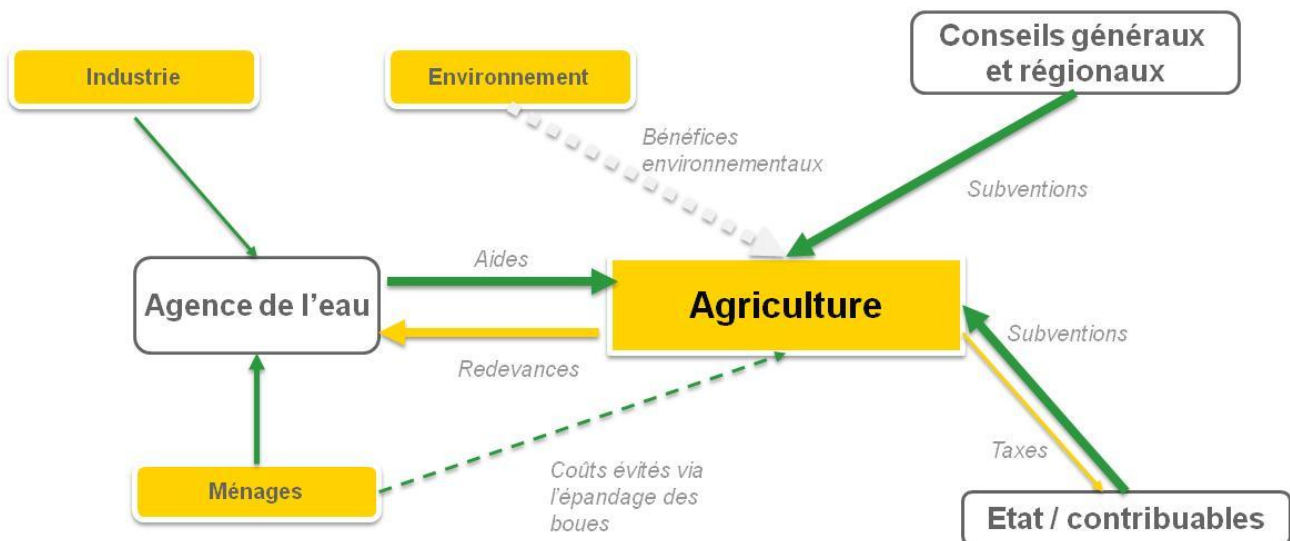 Conseils généraux
et régionaux
Industrie
Environnement
Bénéfices
environnementaux
Subventions
Aides
Agence de l'eau
Agriculture
Subventions
Redevances
Taxes
Coûts évités via
l'épandage des
boues
Ménages
Etat / contribuables